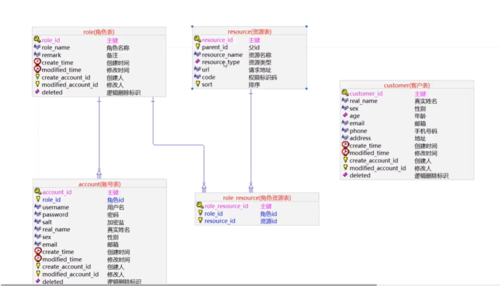 role(角色表)
role_id 主键
role_name 角色名称
remark 备注
create_time 创建时间
modified_time 修改时间
create_account_id 创建人
modified_account_id 修改人
deleted 逻辑删除标识
resource(资源表)
resource_id 主键
parent_id 父id
resource_name 资源名称
resource_type 资源类型
url 请求地址
code 权限标识码
sort 排序
customer(客户表)
customer_id 主键
real_name 真实姓名
sex 性别
age 年龄
email 邮箱
phone 手机号码
address 地址
create_time 创建时间
modified_time 修改时间
create_account_id 创建人
modified_account_id 修改人
deleted 逻辑删除标识
account(账号表)
account_id 主键
role_id 角色id
username 用户名
password 密码
salt 加密盐
real_name 真实姓名
sex 性别
email 邮箱
create_time 创建时间
modified_time 修改时间
create_account_id 创建人
modified_account_id 修改人
deleted 逻辑删除标识
role_resource(角色资源表)
role_resource_id 主键
role_id 角色id
resource_id 资源id